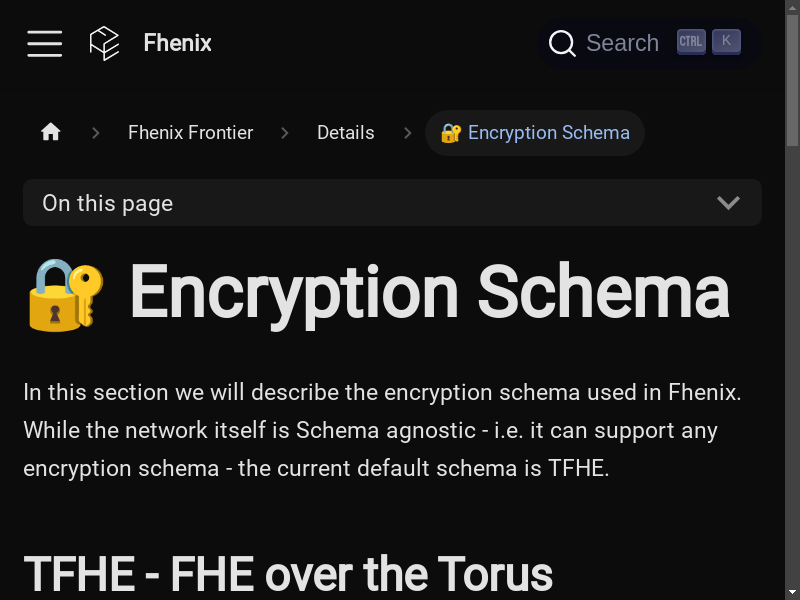 Fhenix
Search CTRL K
Fhenix Frontier Details 🔐 Encryption Schema
On this page
🔐 Encryption Schema
In this section we will describe the encryption schema used in Fhenix.
While the network itself is Schema agnostic - i.e. it can support any
encryption schema - the current default schema is TFHE.
TFHE - FHE over the Torus